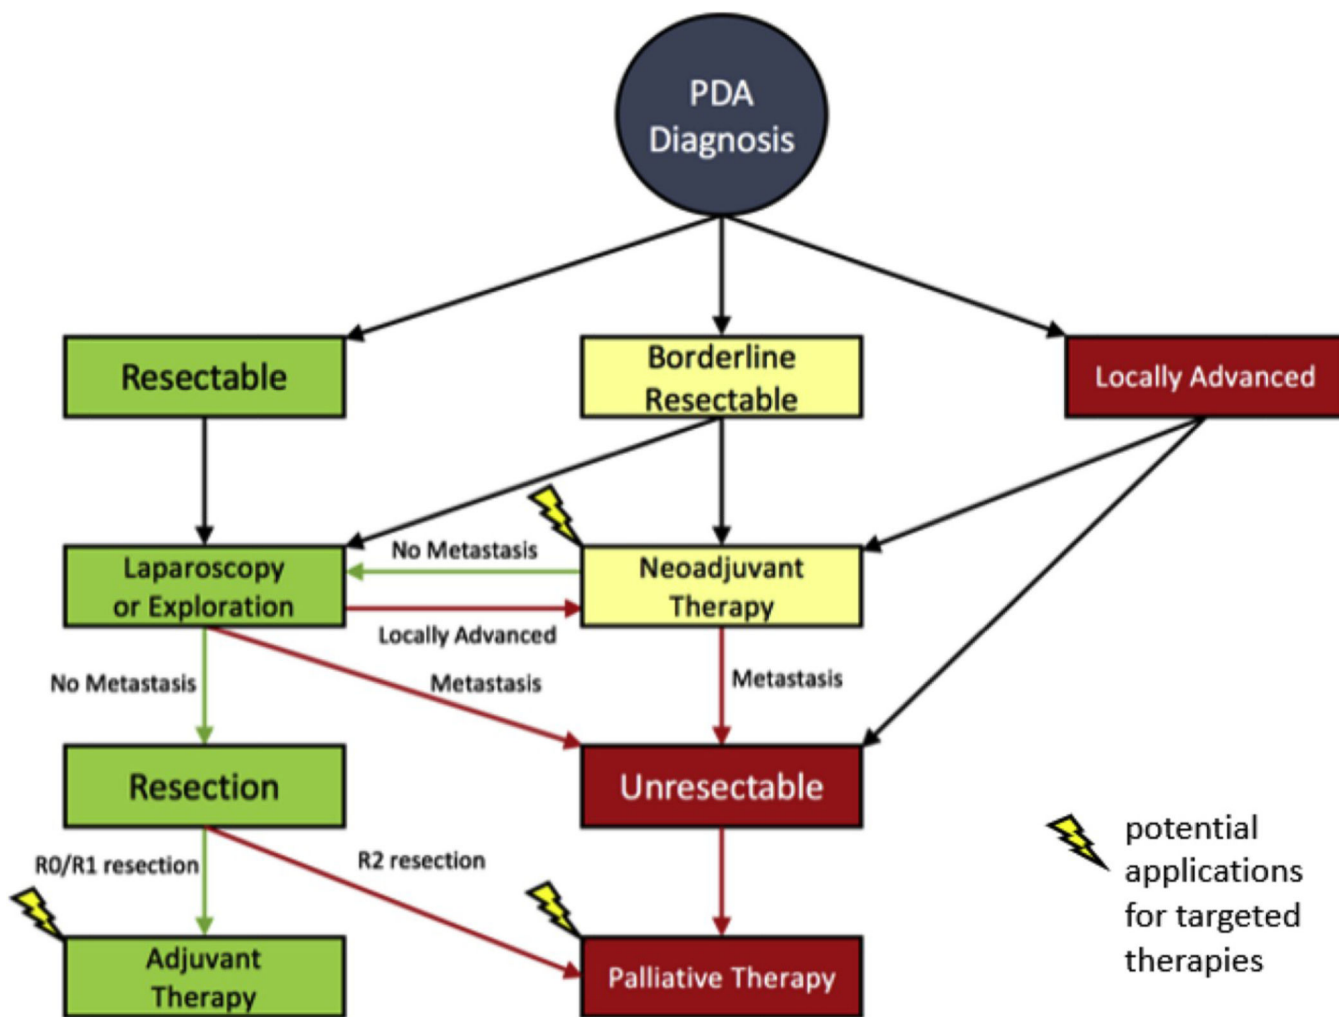 PDA
Diagnosis
Resectable
Borderline
Resectable
Locally Advanced
Laparoscopy
or Exploration
No Metastasis
Locally Advanced
Neoadjuvant
Therapy
No Metastasis
Metastasis
Metastasis
Resection
Unresectable
R0/R1 resection
R2 resection
Adjuvant
Therapy
Palliative Therapy
potential
applications
for targeted
therapies